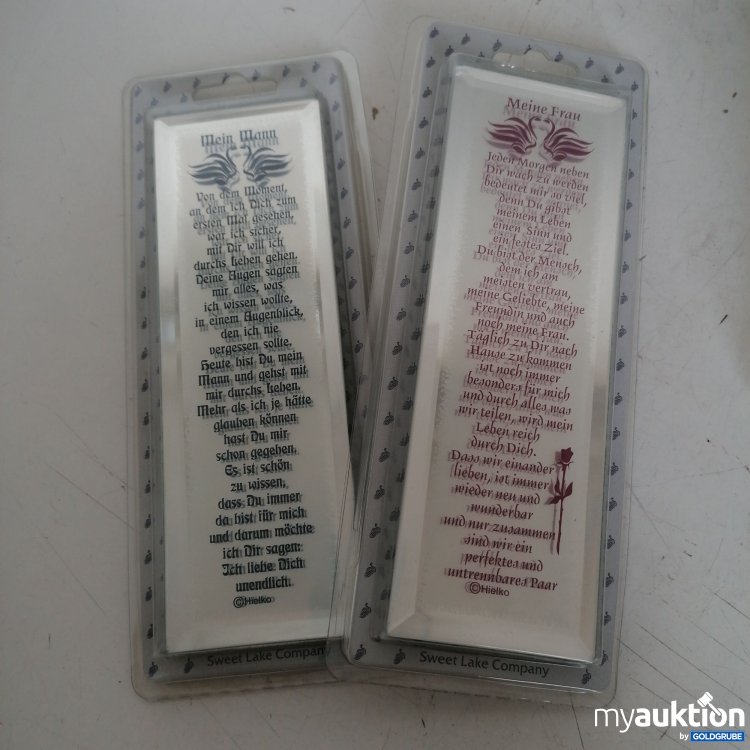 Mein Mann
Von dem Moment,
an dem ich Dich zum
ersten Mal gesehen,
war ich sicher,
mit Dir will ich
durchs Leben gehen.
Deine Augen sagten
mir alles, was
ich wissen wollte,
in einem Augenblick,
den ich nie
vergessen sollte.
Heute bist Du mein
Mann und gehst mit
mir durchs Leben.
Mehr als ich je hätte
glauben können
hast Du mir
schon gegeben.
Es ist schön
zu wissen,
dass Du immer
da bist für mich
und darum möchte
ich Dir sagen:
Ich liebe Dich
unendlich.
©Hielko
Sweet Lake Company
Meine Frau
Jeden Morgen neben
Dir wach zu werden
bedeutet mir so viel,
denn Du gibst
meinem Leben
einen Sinn und
ein festes Ziel.
Du bist der Mensch,
dem ich am
meisten vertrau,
meine Geliebte, meine
Freundin und auch
noch meine Frau.
Täglich zu Dir nach
Hause zu kommen
ist noch immer
besonders für mich
und durch alles was
wir teilen, wird mein
Leben reich
durch Dich.
Dass wir einander
lieben, ist immer
wieder neu und
wunderbar
und nur zusammen
sind wir ein
perfektes und
untrennbares Paar
©Hielko
Sweet Lake Company
myauktion
by GOLDGRUBE